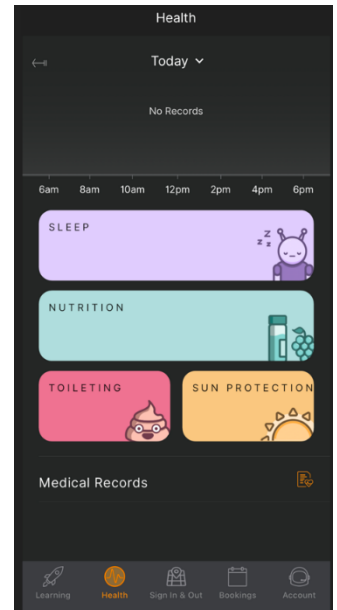 Health
Today
No Records
6am 8am 10am 12pm 2pm 4pm 6pm
SLEEP
z z z
NUTRITION
TOILETING
SUN PROTECTION
Medical Records
Learning Health Sign In & Out Bookings Account